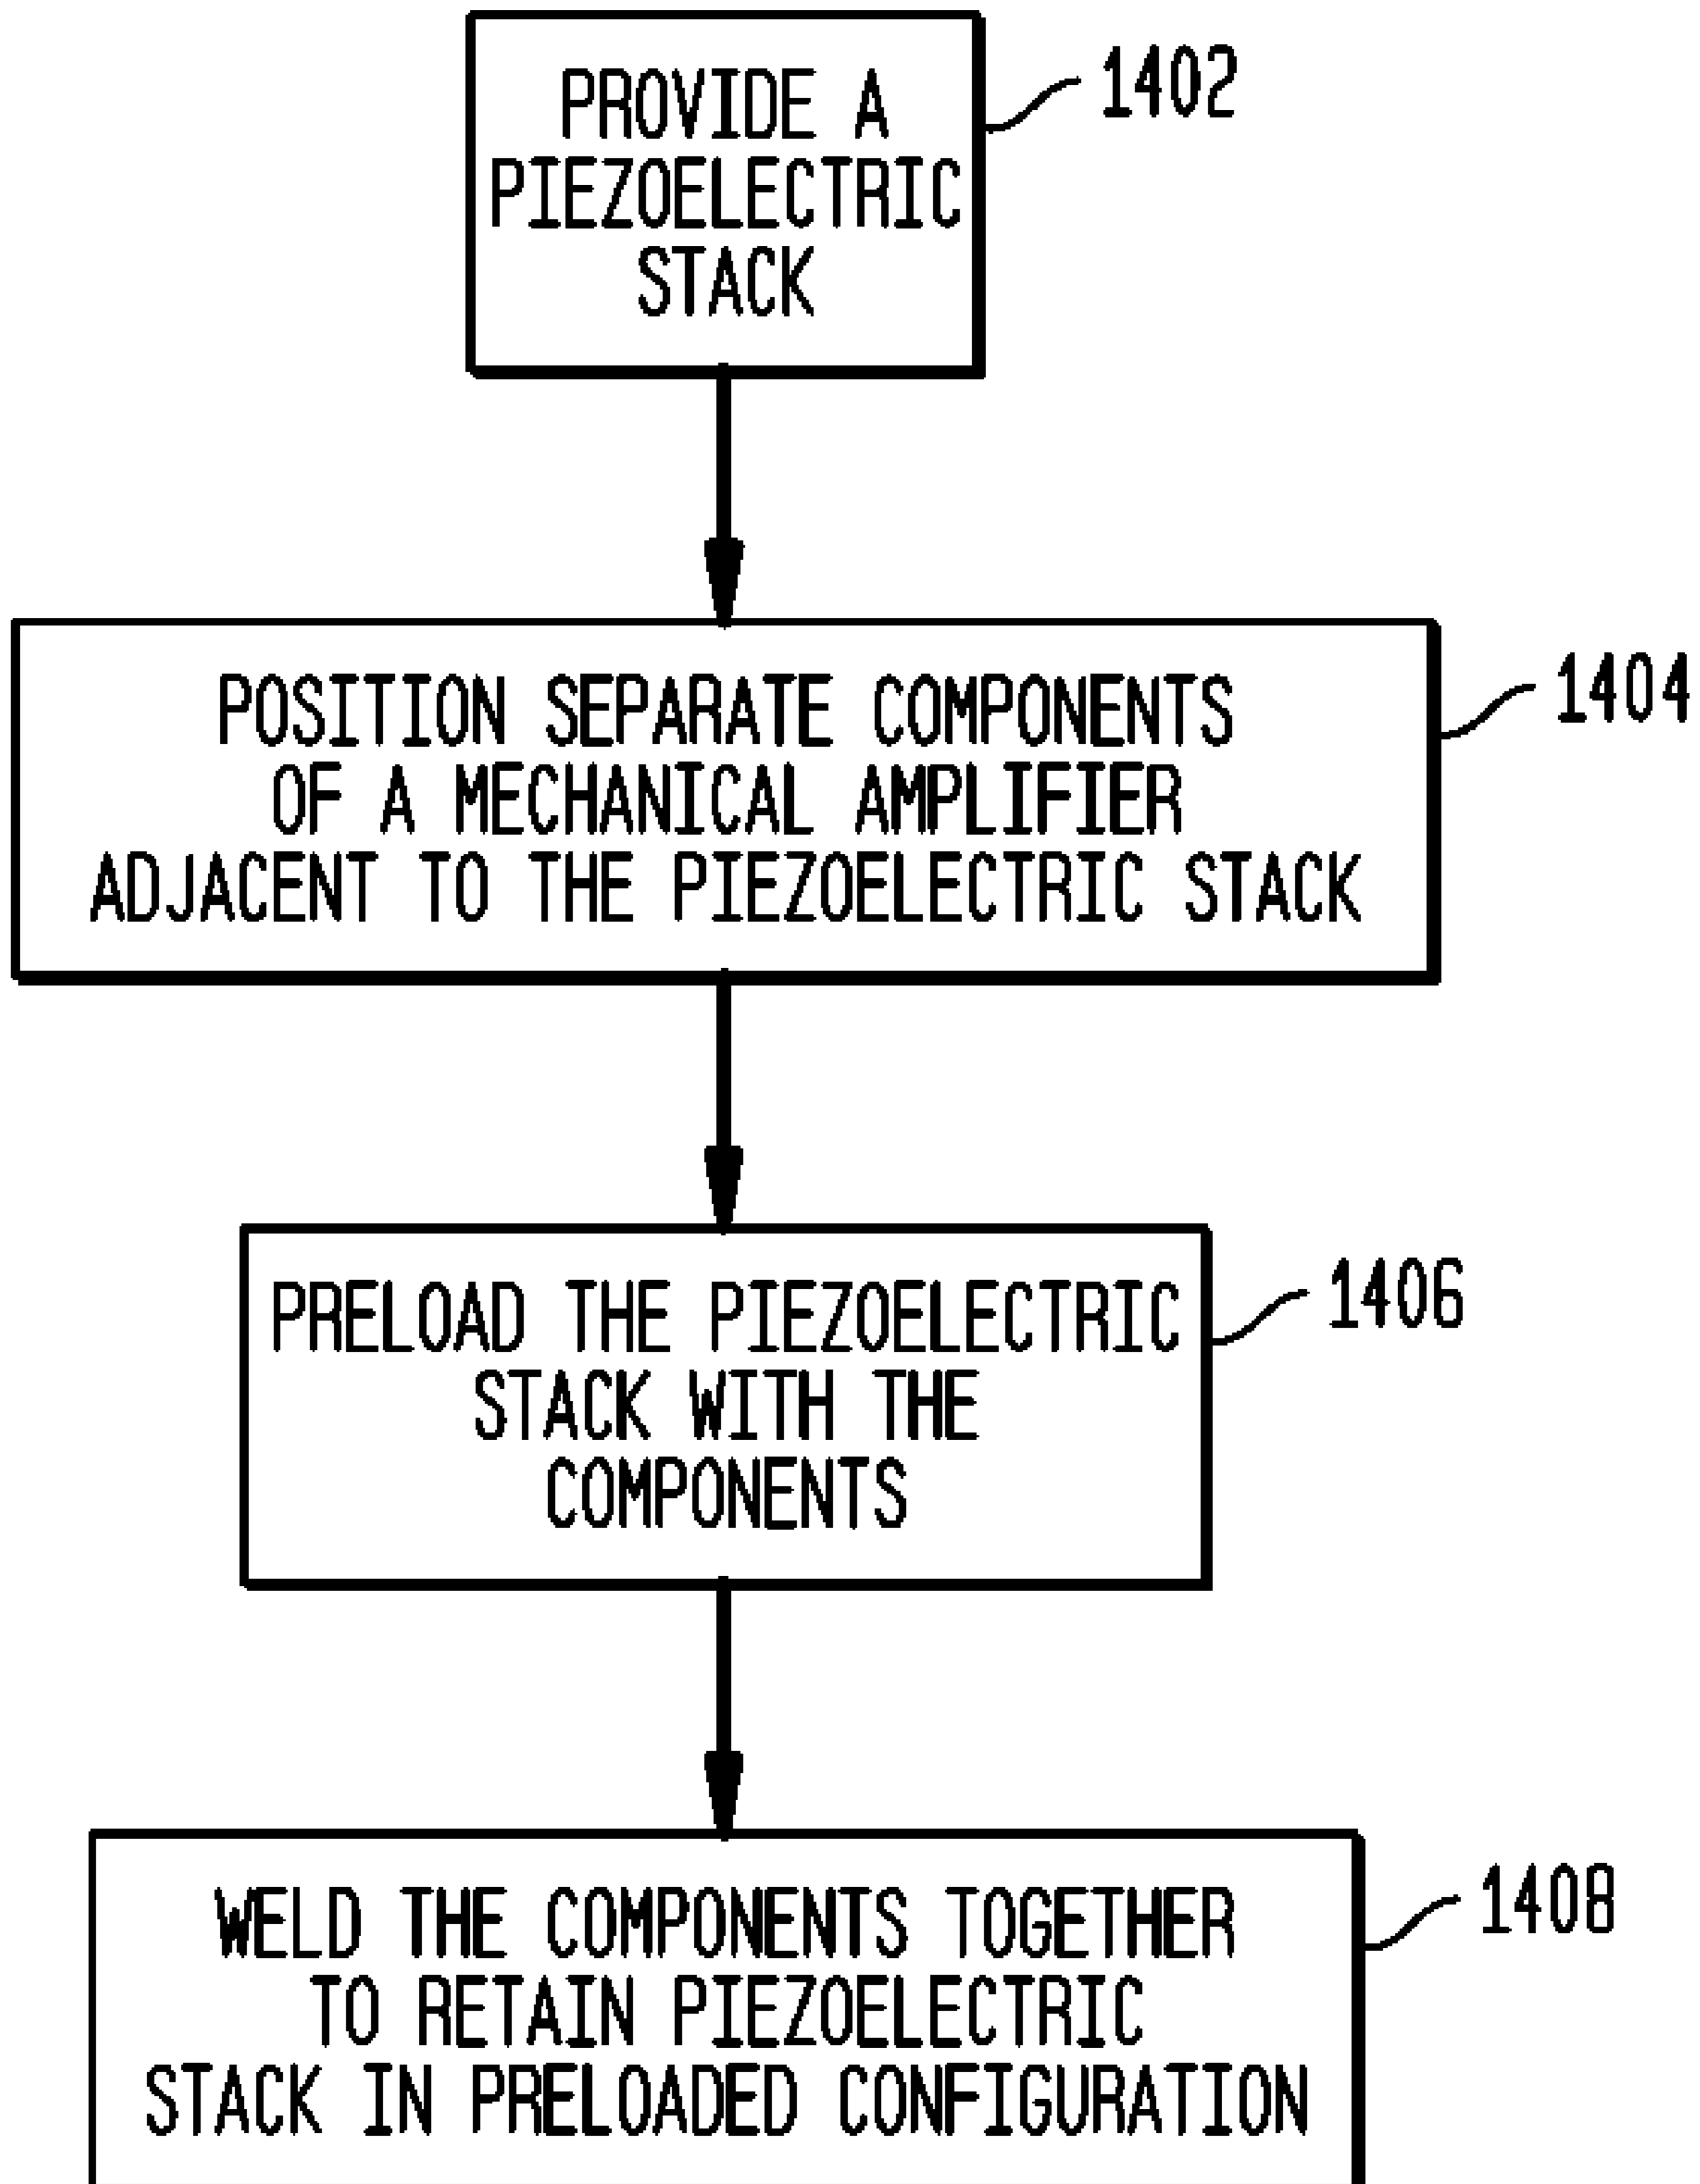 PROVIDE A
PIEZOELECTRIC
STACK
1402
POSITION SEPARATE COMPONENTS
OF A MECHANICAL AMPLIFIER
ADJACENT TO THE PIEZOELECTRIC STACK
1404
PRELOAD THE PIEZOELECTRIC
STACK WITH THE
COMPONENTS
1406
WELD THE COMPONENTS TOGETHER
TO RETAIN PIEZOELECTRIC
STACK IN PRELOADED CONFIGURATION
1408